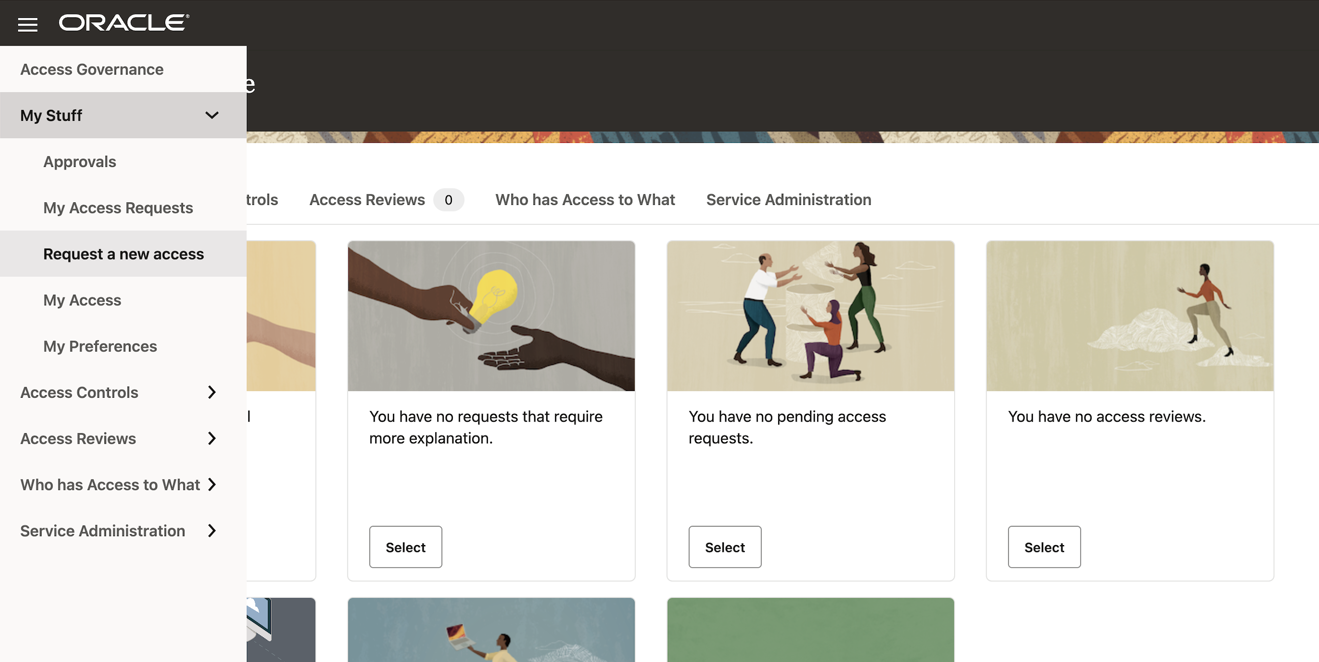 ORACLE
Access Governance
My Stuff
Approvals
My Access Requests
Request a new access
My Access
My Preferences
Access Controls
Access Reviews
Who has Access to What
Service Administration
Access Reviews 0
Who has Access to What
Service Administration
You have no requests that require
more explanation.
Select
You have no pending access
requests.
Select
You have no access reviews.
Select